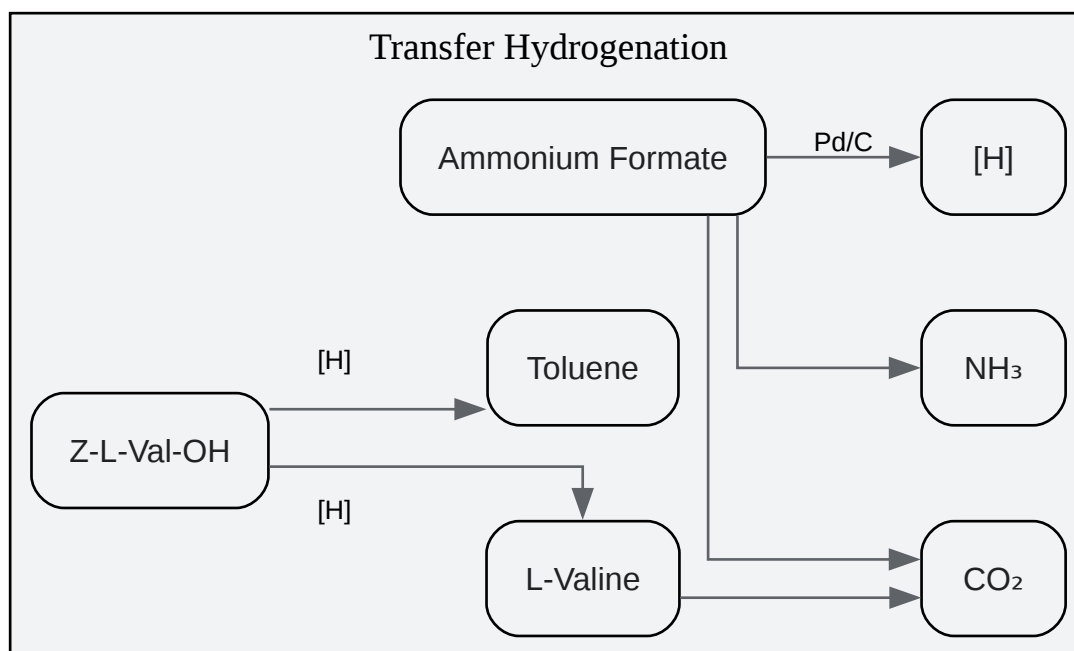 Transfer Hydrogenation
Ammonium Formate
Pd/C
[H]
Toluene
NH₃
[H]
Z-L-Val-OH
[H]
L-Valine
CO₂